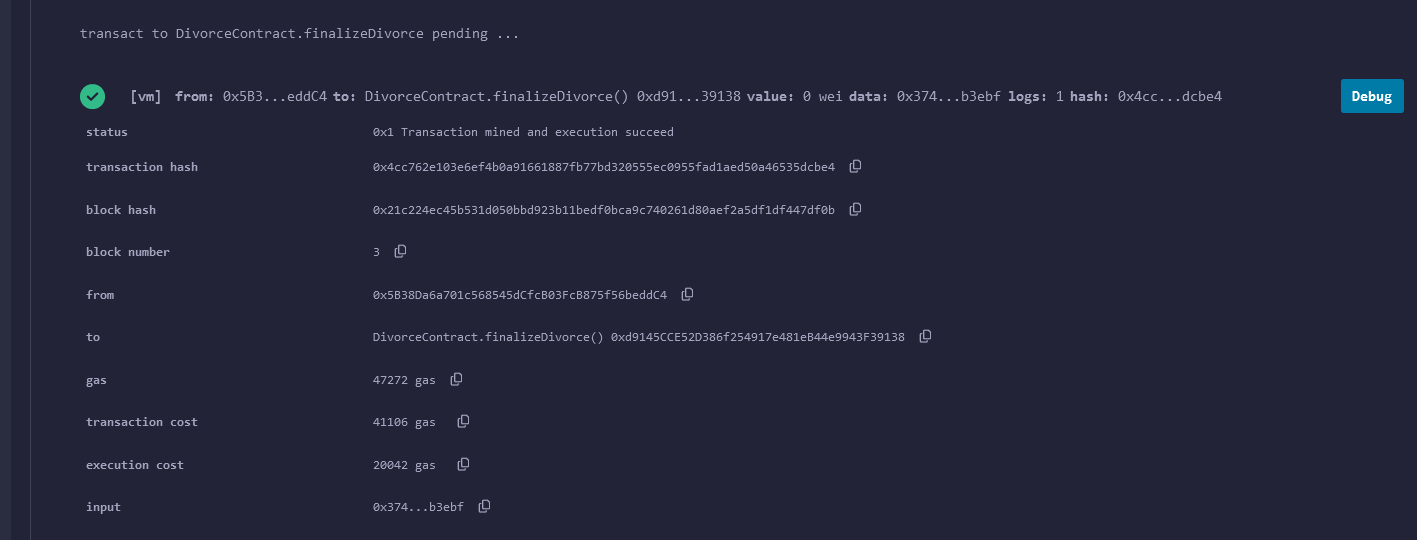 transact to DivorceContract.finalizeDivorce pending ...
[vm] from: 0x5B3...eddC4 to: DivorceContract.finalizeDivorce() 0xd91...39138 value: 0 wei data: 0x374...b3ebf logs: 1 hash: 0x4cc...dcbe4 Debug
status 0x1 Transaction mined and execution succeed
transaction hash 0x4cc762e103e6ef4b0a91661887fb77bd320555ec0955fad1aed50a46535dcbe4
block hash 0x21c224ec45b531d050bbd923b11bedf0bca9c740261d80aef2a5df1df447df0b
block number 3
from 0x5B38Da6a701c568545dCfcB03FcB875f56beddC4
to DivorceContract.finalizeDivorce() 0xd9145CCE52D386f254917e481eB44e9943F39138
gas 47272 gas
transaction cost 41106 gas
execution cost 20042 gas
input 0x374...b3ebf